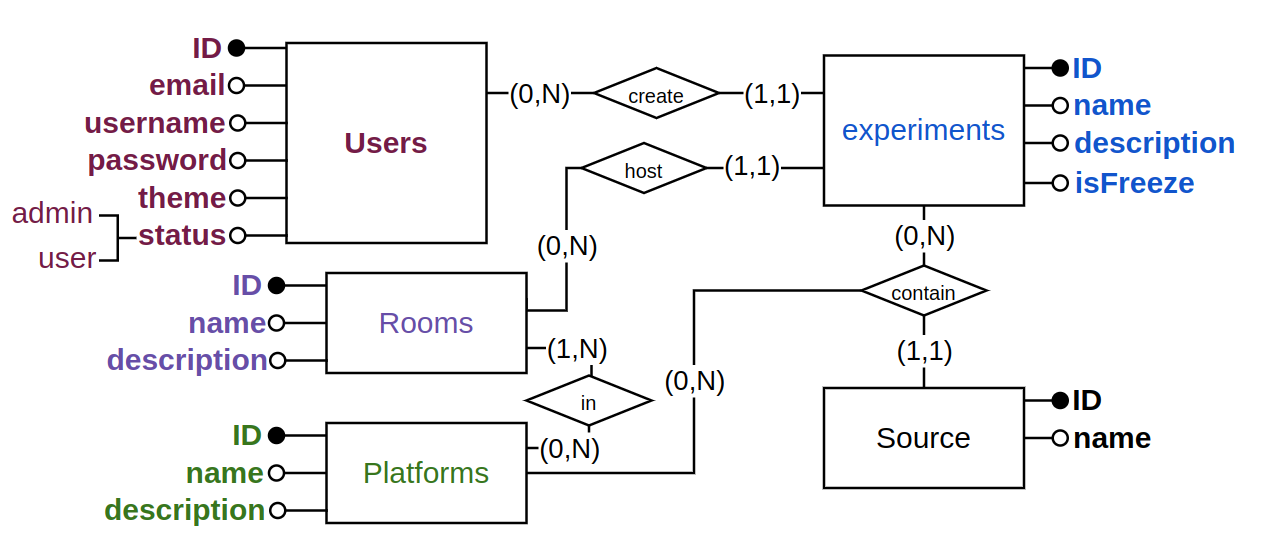 ID
email
username
password
theme
status
admin
user
Users
(0,N)
create
(1,1)
experiments
ID
name
description
isFreeze
host
(1,1)
(0,N)
(0,N)
contain
(1,1)
ID
name
description
Rooms
(1,N)
in
(0,N)
(0,N)
ID
name
description
Platforms
Source
ID
name